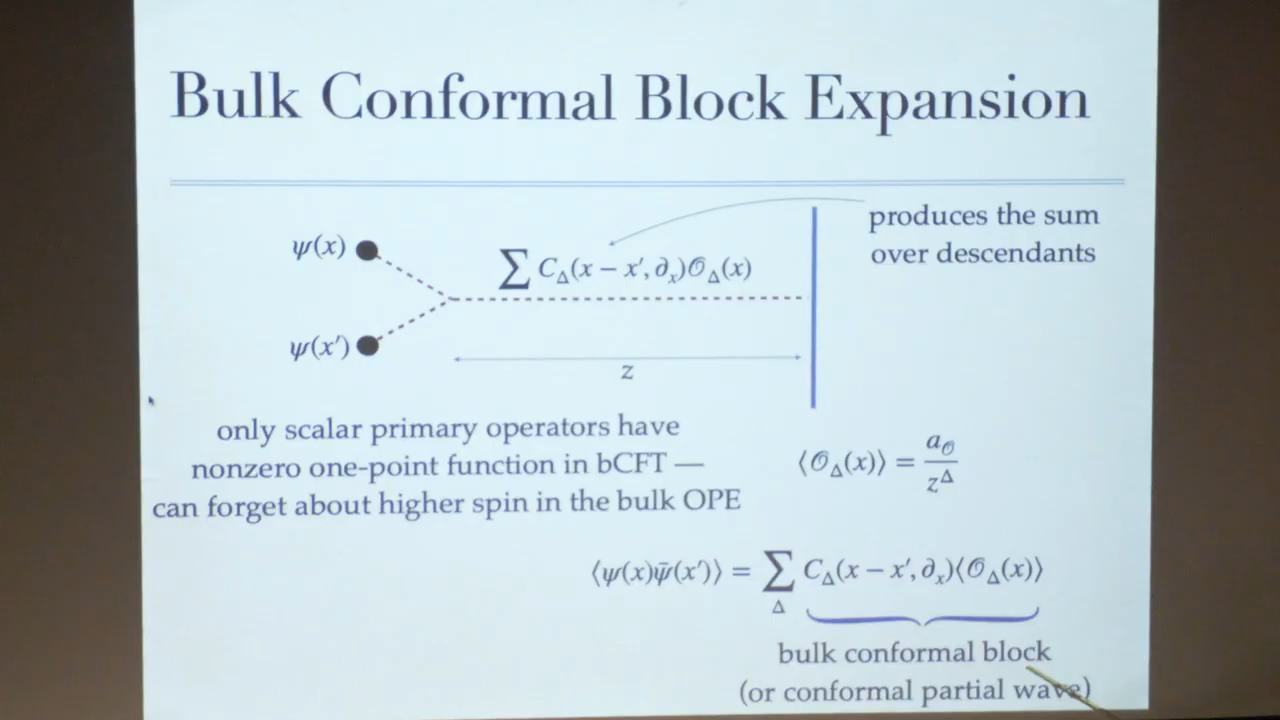 Bulk Conformal Block Expansion
produces the sum
over descendants
ψ(x)
∑ C_Δ(x − x′, ∂ₓ)𝒪_Δ(x)
ψ(x′)
z
only scalar primary operators have
nonzero one-point function in bCFT —
can forget about higher spin in the bulk OPE
⟨𝒪_Δ(x)⟩ = a_𝒪 / z^Δ
⟨ψ(x)ψ̄(x′)⟩ = ∑_Δ C_Δ(x − x′, ∂ₓ)⟨𝒪_Δ(x)⟩
bulk conformal block
(or conformal partial wave)